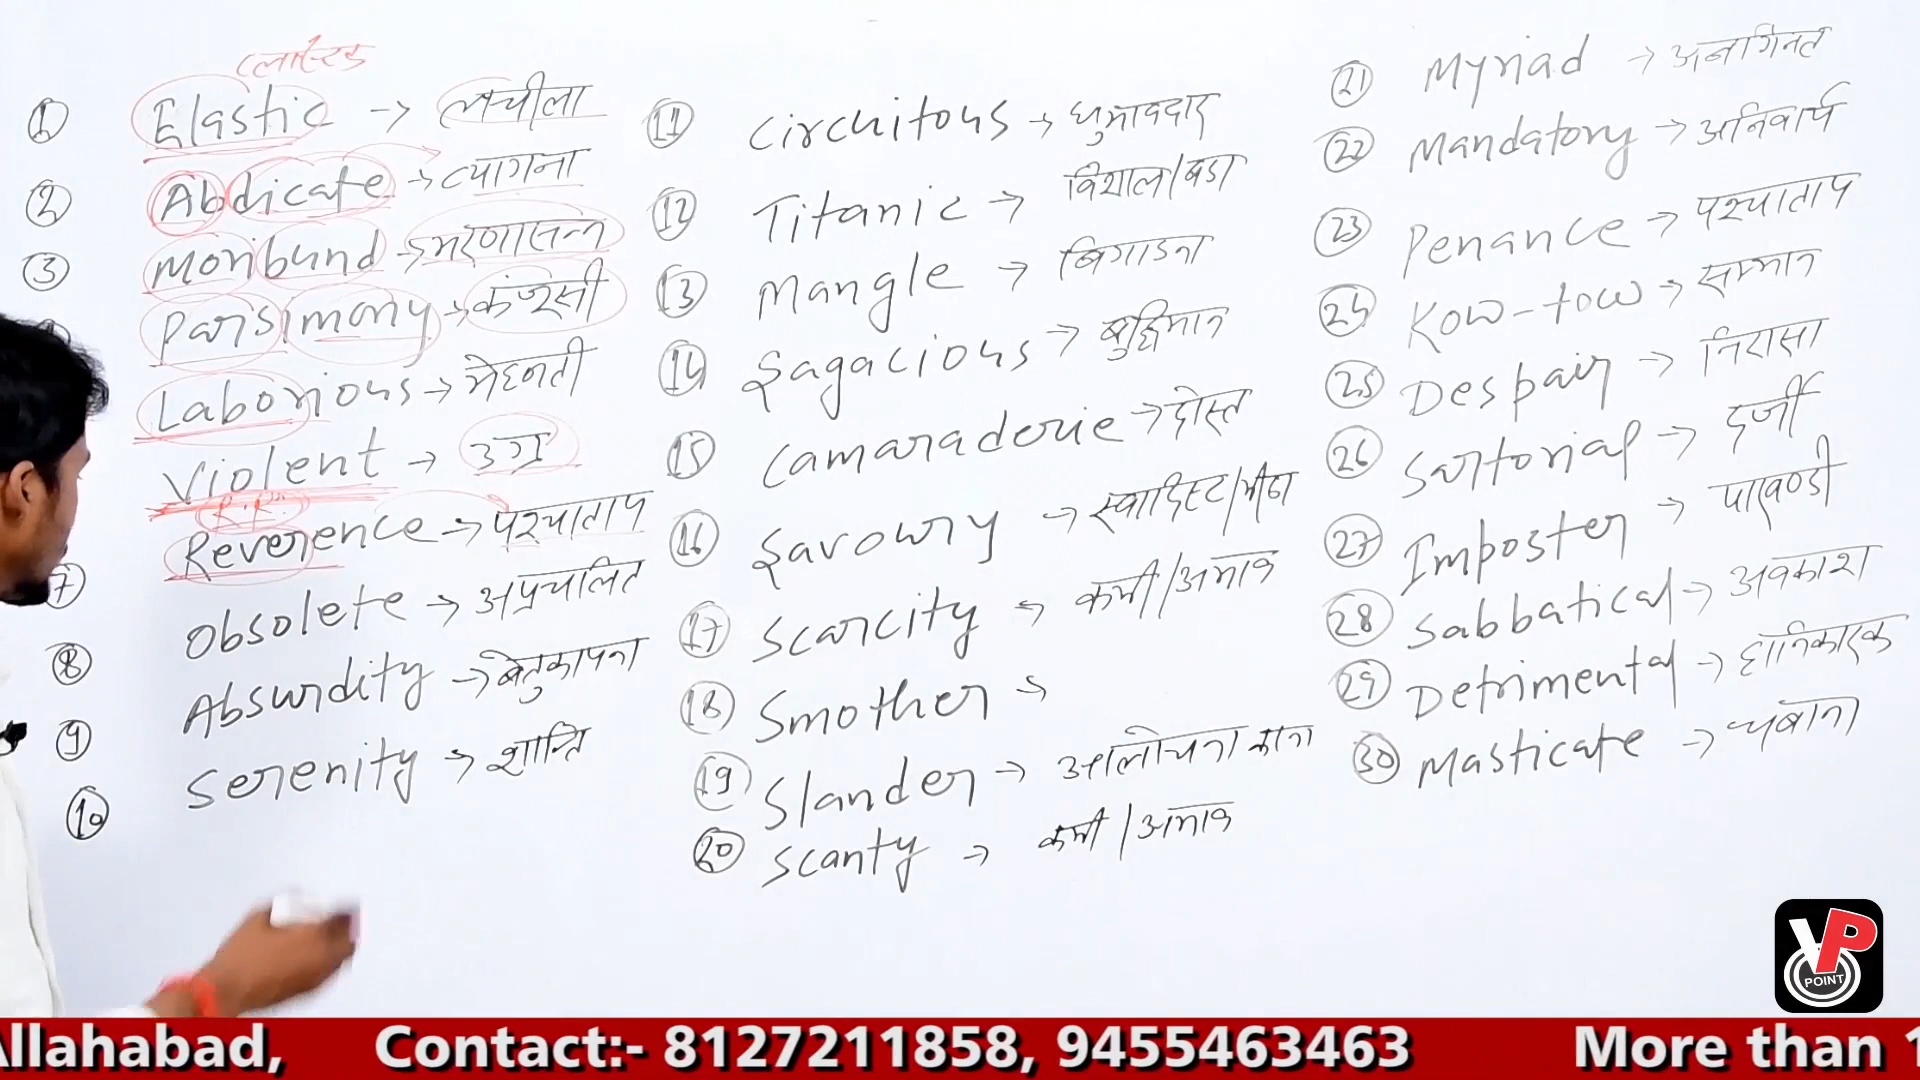 लास्टिक
① Elastic → लचीला
② Abdicate → त्यागना
③ Moribund → मरणासन्न
Parsimony → कंजूसी
Laborious → मेहनती
Violent → उग्र
R.R.
Reverence → पश्चाताप
⑦ Obsolete → अप्रचलित
⑧ Absurdity → बेतुकापना
⑨ Serenity → शान्ति
⑩
⑪ Circuitous → घुमावदार
⑫ Titanic → विशाल/बडा
⑬ Mangle → बिगाडना
⑭ Sagacious → बुद्धिमान
⑮ Camaraderie → दोस्त
⑯ Savoury → स्वादिस्ट/मीठा
⑰ Scarcity → कमी/अभाव
⑱ Smother →
⑲ Slander → आलोचना करना
⑳ Scanty → कमी/अभाव
㉑ Myriad → अनगिनत
㉒ Mandatory → अनिवार्य
㉓ Penance → पश्चाताप
㉔ Kow-tow → सम्मान
㉕ Despair → निरासा
㉖ Sartorial → दर्जी
㉗ Imposter → पाखण्डी
㉘ Sabbatical → अवकाश
㉙ Detrimental → हानिकारक
㉚ Masticate → चबाना
VP
POINT
Allahabad, Contact:- 8127211858, 9455463463 More than 1